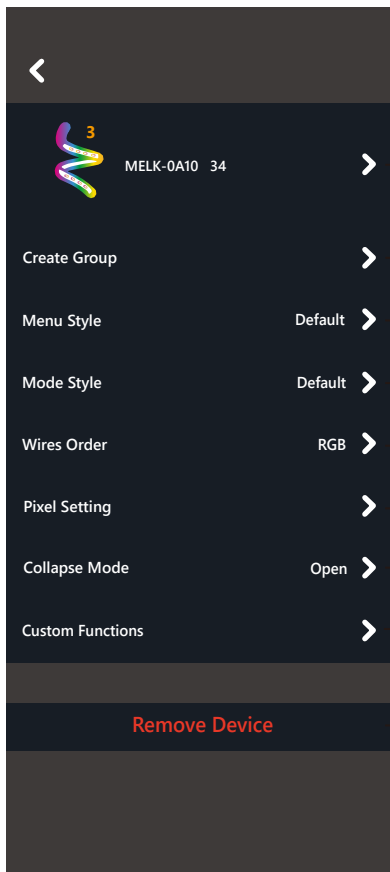 3
MELK-0A10 34
Create Group
Menu Style Default
Mode Style Default
Wires Order RGB
Pixel Setting
Collapse Mode Open
Custom Functions
Remove Device